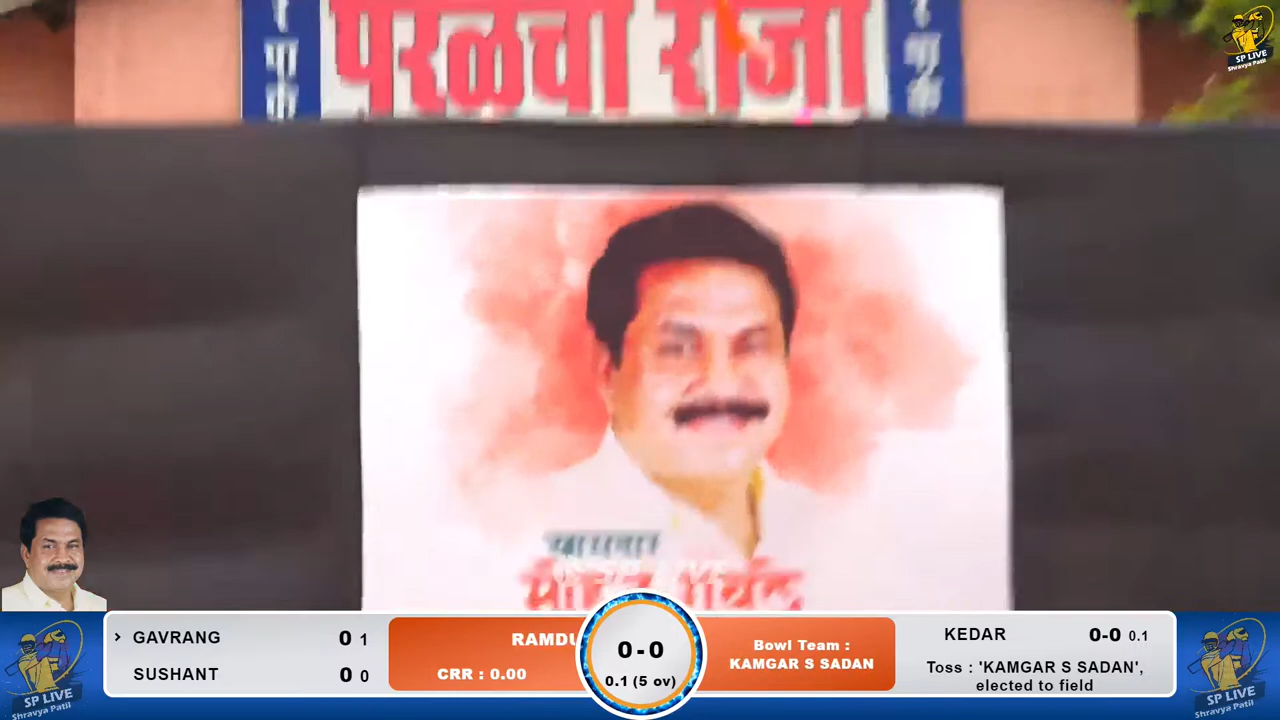 परळचा राजा
SP LIVE
Shravya Patil
SP LIVE
GAVRANG 0 1
SUSHANT 0 0
CRR : 0.00
0-0
0.1 (5 ov)
Bowl Team :
KAMGAR S SADAN
KEDAR 0-0 0.1
Toss : 'KAMGAR S SADAN',
elected to field
SP LIVE
Shravya Patil
SP LIVE
Shravya Patil